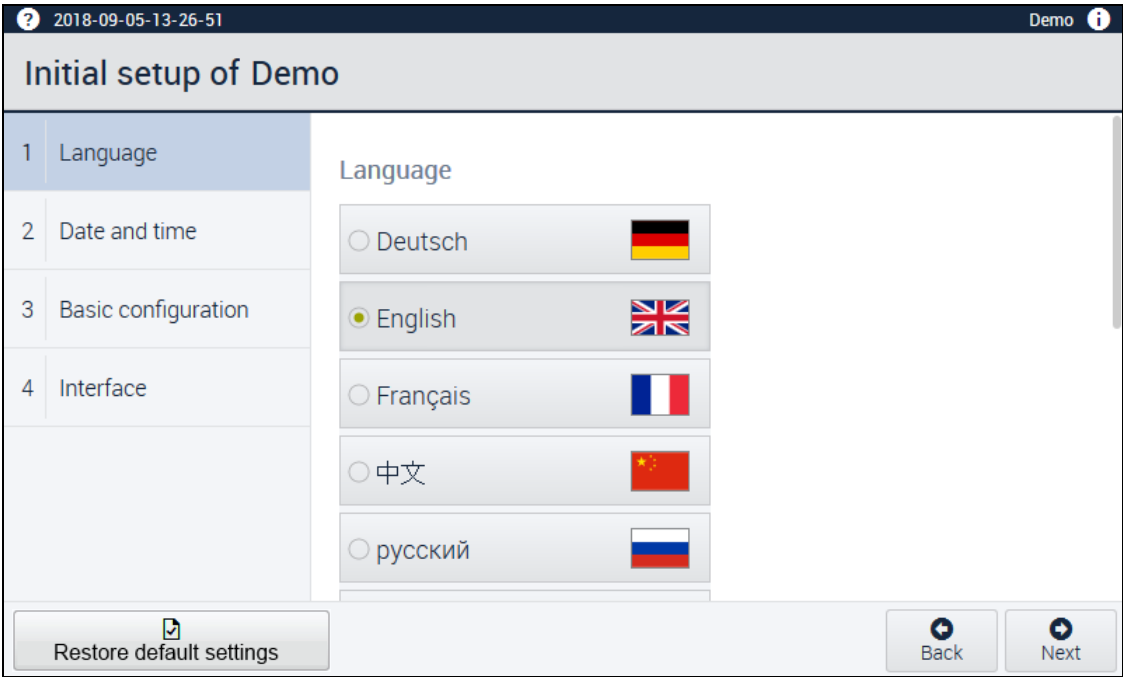 ? 2018-09-05-13-26-51 Demo i
Initial setup of Demo
1 Language
2 Date and time
3 Basic configuration
4 Interface
Language
Deutsch
English
Français
中文
русский
Restore default settings
Back
Next